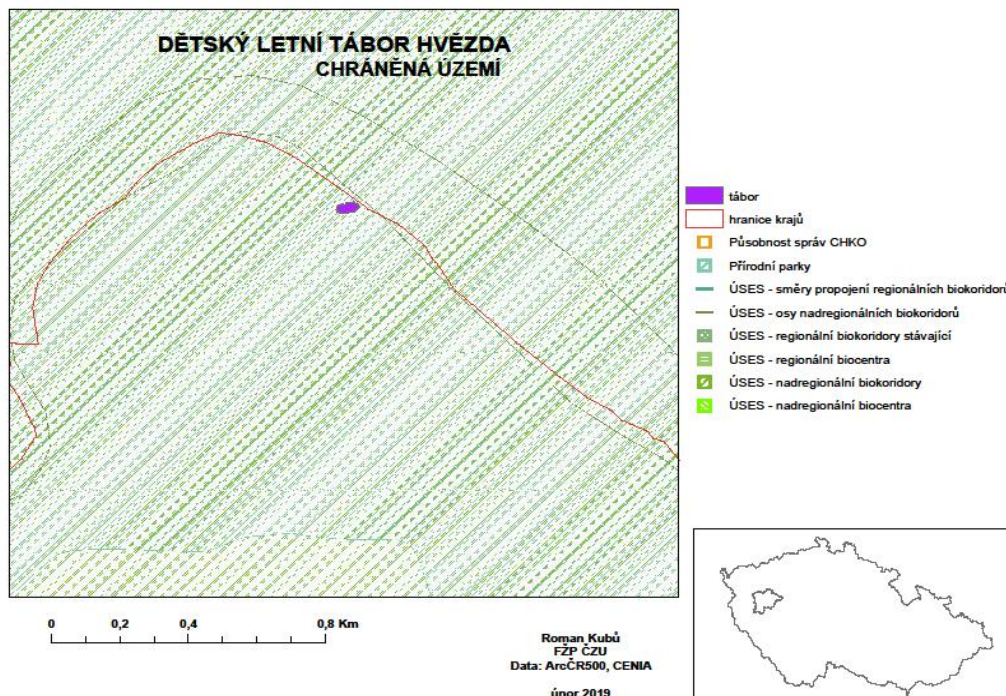 DĚTSKÝ LETNÍ TÁBOR HVĚZDA
CHRÁNĚNÁ ÚZEMÍ
tábor
hranice krajů
Působnost správ CHKO
Přírodní parky
ÚSES - směry propojení regionálních biokoridorů
ÚSES - osy nadregionálních biokoridorů
ÚSES - regionální biokoridory stávající
ÚSES - regionální biocentra
ÚSES - nadregionální biokoridory
ÚSES - nadregionální biocentra
0 0,2 0,4 0,8 Km
Roman Kubů
FŽP ČZU
Data: ArcČR500, CENIA
únor 2019